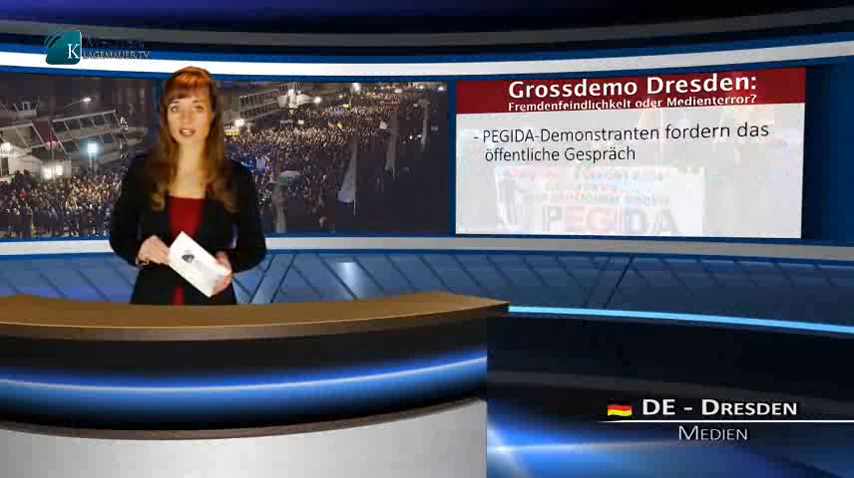 KLAGEMAUER.TV
Grossdemo Dresden:
Fremdenfeindlichkeit oder Medienterror?
- PEGIDA-Demonstranten fordern das
öffentliche Gespräch
PEGIDA
DE - DRESDEN
MEDIEN